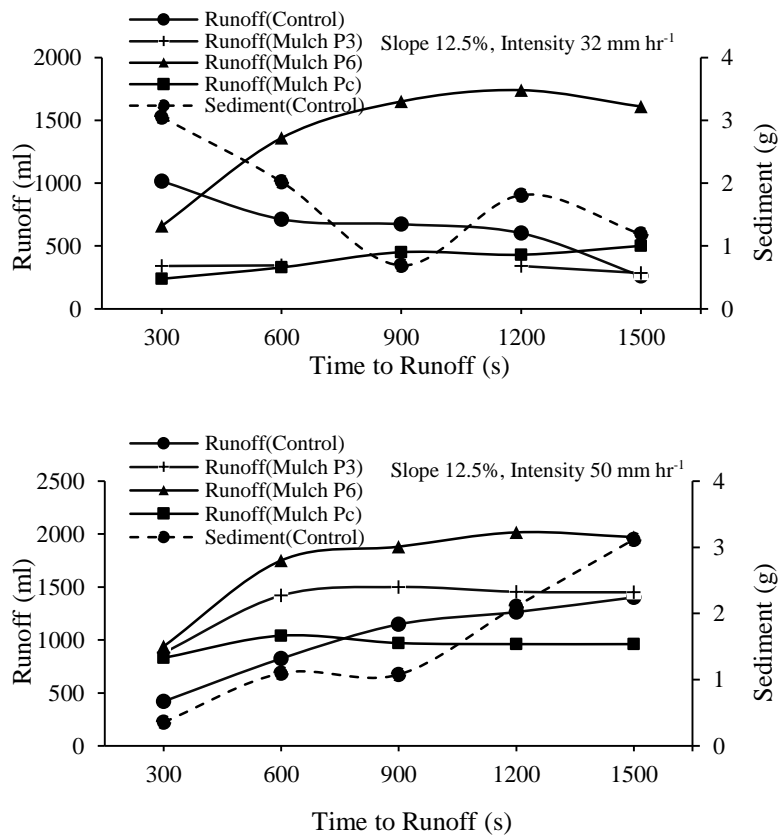 Runoff(Control)
Runoff(Mulch P3)
Runoff(Mulch P6)
Runoff(Mulch Pc)
Sediment(Control)
Slope 12.5%, Intensity 32 mm hr-1
2000
1500
1000
500
0
Runoff (ml)
4
3
2
1
0
Sediment (g)
300 600 900 1200 1500
Time to Runoff (s)
Runoff(Control)
Runoff(Mulch P3)
Runoff(Mulch P6)
Runoff(Mulch Pc)
Sediment(Control)
Slope 12.5%, Intensity 50 mm hr-1
2500
2000
1500
1000
500
0
Runoff (ml)
4
3
2
1
0
Sediment (g)
300 600 900 1200 1500
Time to Runoff (s)